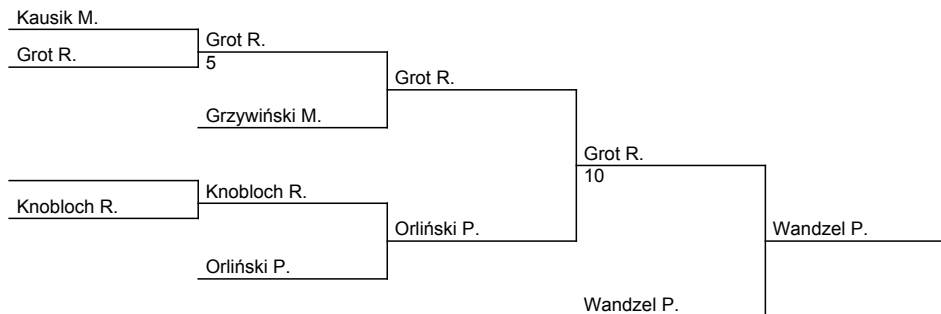 Kausik M.
Grot R.
Grot R.
5
Grot R.
Grzywiński M.
Grot R.
10
Knobloch R.
Knobloch R.
Orliński P.
Wandzel P.
Orliński P.
Wandzel P.